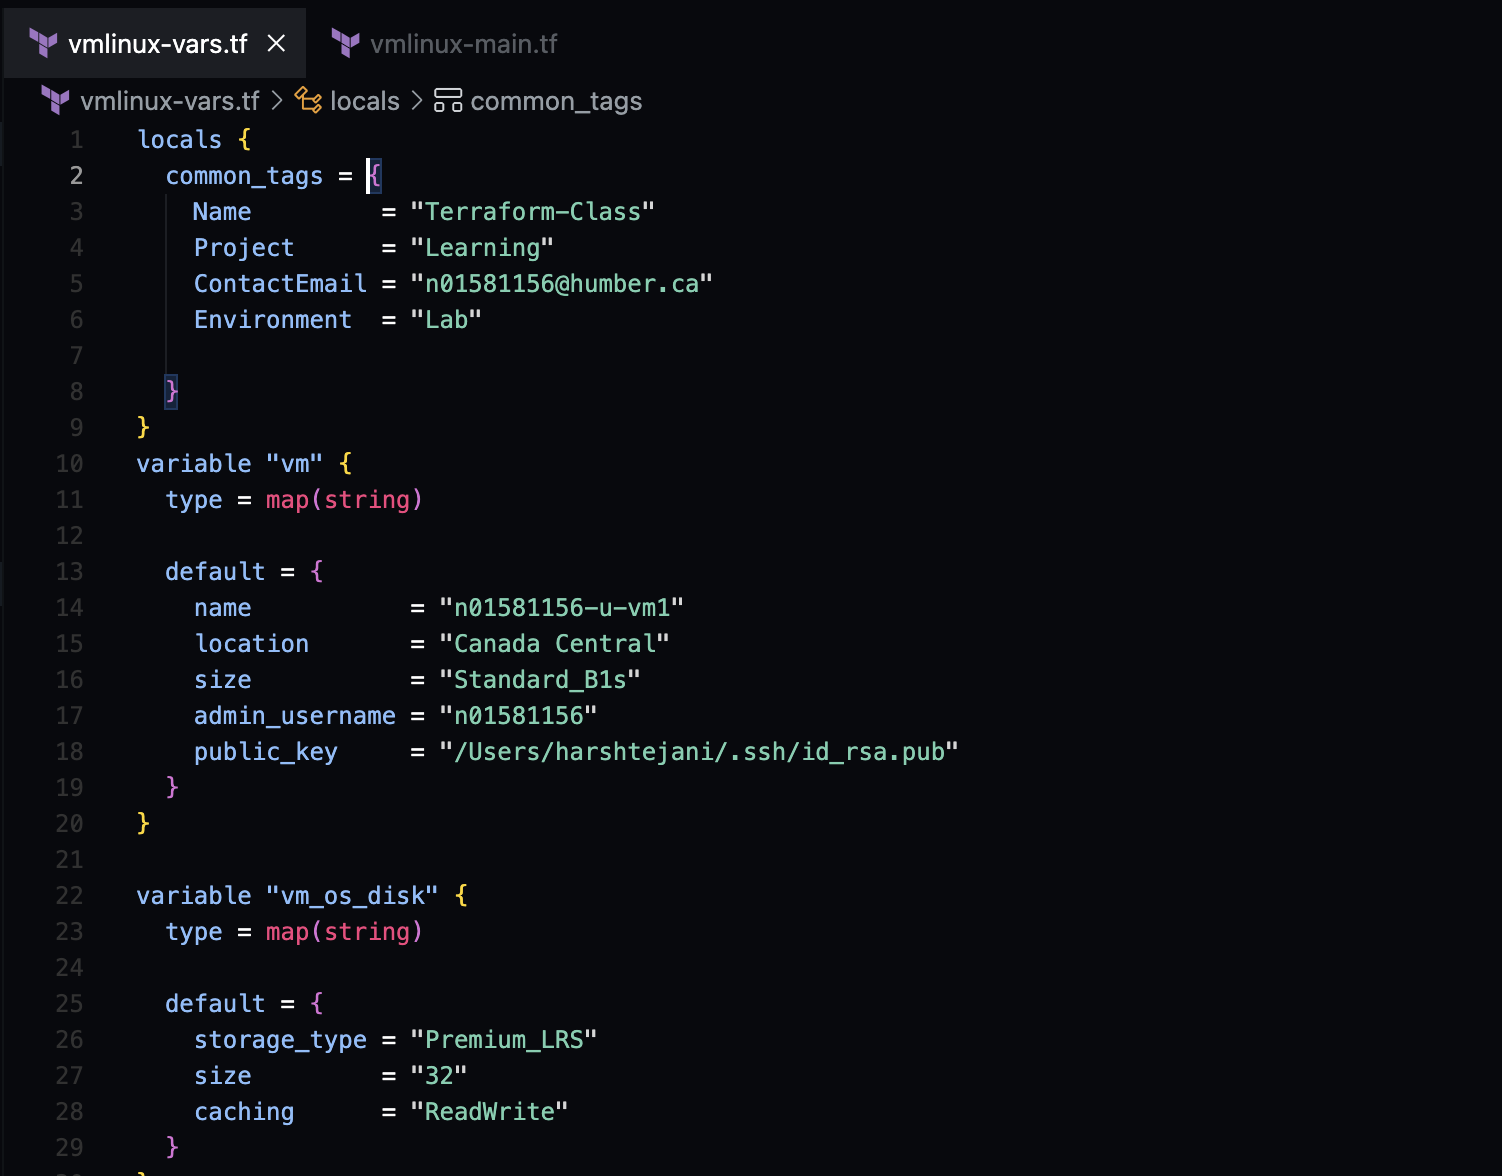 vmlinux-vars.tf vmlinux-main.tf
vmlinux-vars.tf > locals > common_tags
1 locals {
2   common_tags = {
3     Name         = "Terraform-Class"
4     Project      = "Learning"
5     ContactEmail = "n01581156@humber.ca"
6     Environment  = "Lab"
7
8   }
9 }
10 variable "vm" {
11   type = map(string)
12
13   default = {
14     name           = "n01581156-u-vm1"
15     location       = "Canada Central"
16     size           = "Standard_B1s"
17     admin_username = "n01581156"
18     public_key     = "/Users/harshtejani/.ssh/id_rsa.pub"
19   }
20 }
21
22 variable "vm_os_disk" {
23   type = map(string)
24
25   default = {
26     storage_type = "Premium_LRS"
27     size         = "32"
28     caching      = "ReadWrite"
29   }